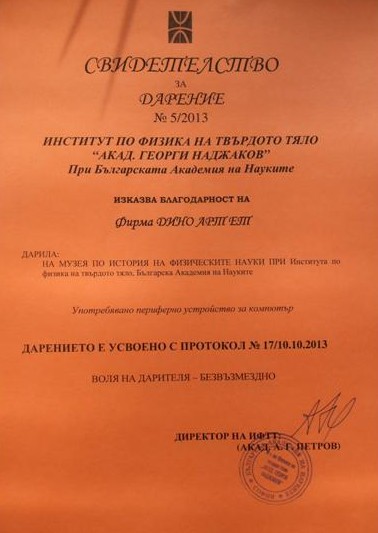 СВИДЕТЕЛСТВО
ЗА
ДАРЕНИЕ
№ 5/2013
ИНСТИТУТ ПО ФИЗИКА НА ТВЪРДОТО ТЯЛО
“АКАД. ГЕОРГИ НАДЖАКОВ”
При Българската Академия на Науките
ИЗКАЗВА БЛАГОДАРНОСТ НА
Фирма ДИНО АРТ ЕТ
ДАРИЛА:
НА МУЗЕЯ ПО ИСТОРИЯ НА ФИЗИЧЕСКИТЕ НАУКИ ПРИ Института по
физика на твърдото тяло, Българска Академия на Науките
Употребявано периферно устройство за компютър
ДАРЕНИЕТО Е УСВОЕНО С ПРОТОКОЛ № 17/10.10.2013
ВОЛЯ НА ДАРИТЕЛЯ – БЕЗВЪЗМЕЗДНО
ДИРЕКТОР НА ИФТТ:
(АКАД. А. Г. ПЕТРОВ)